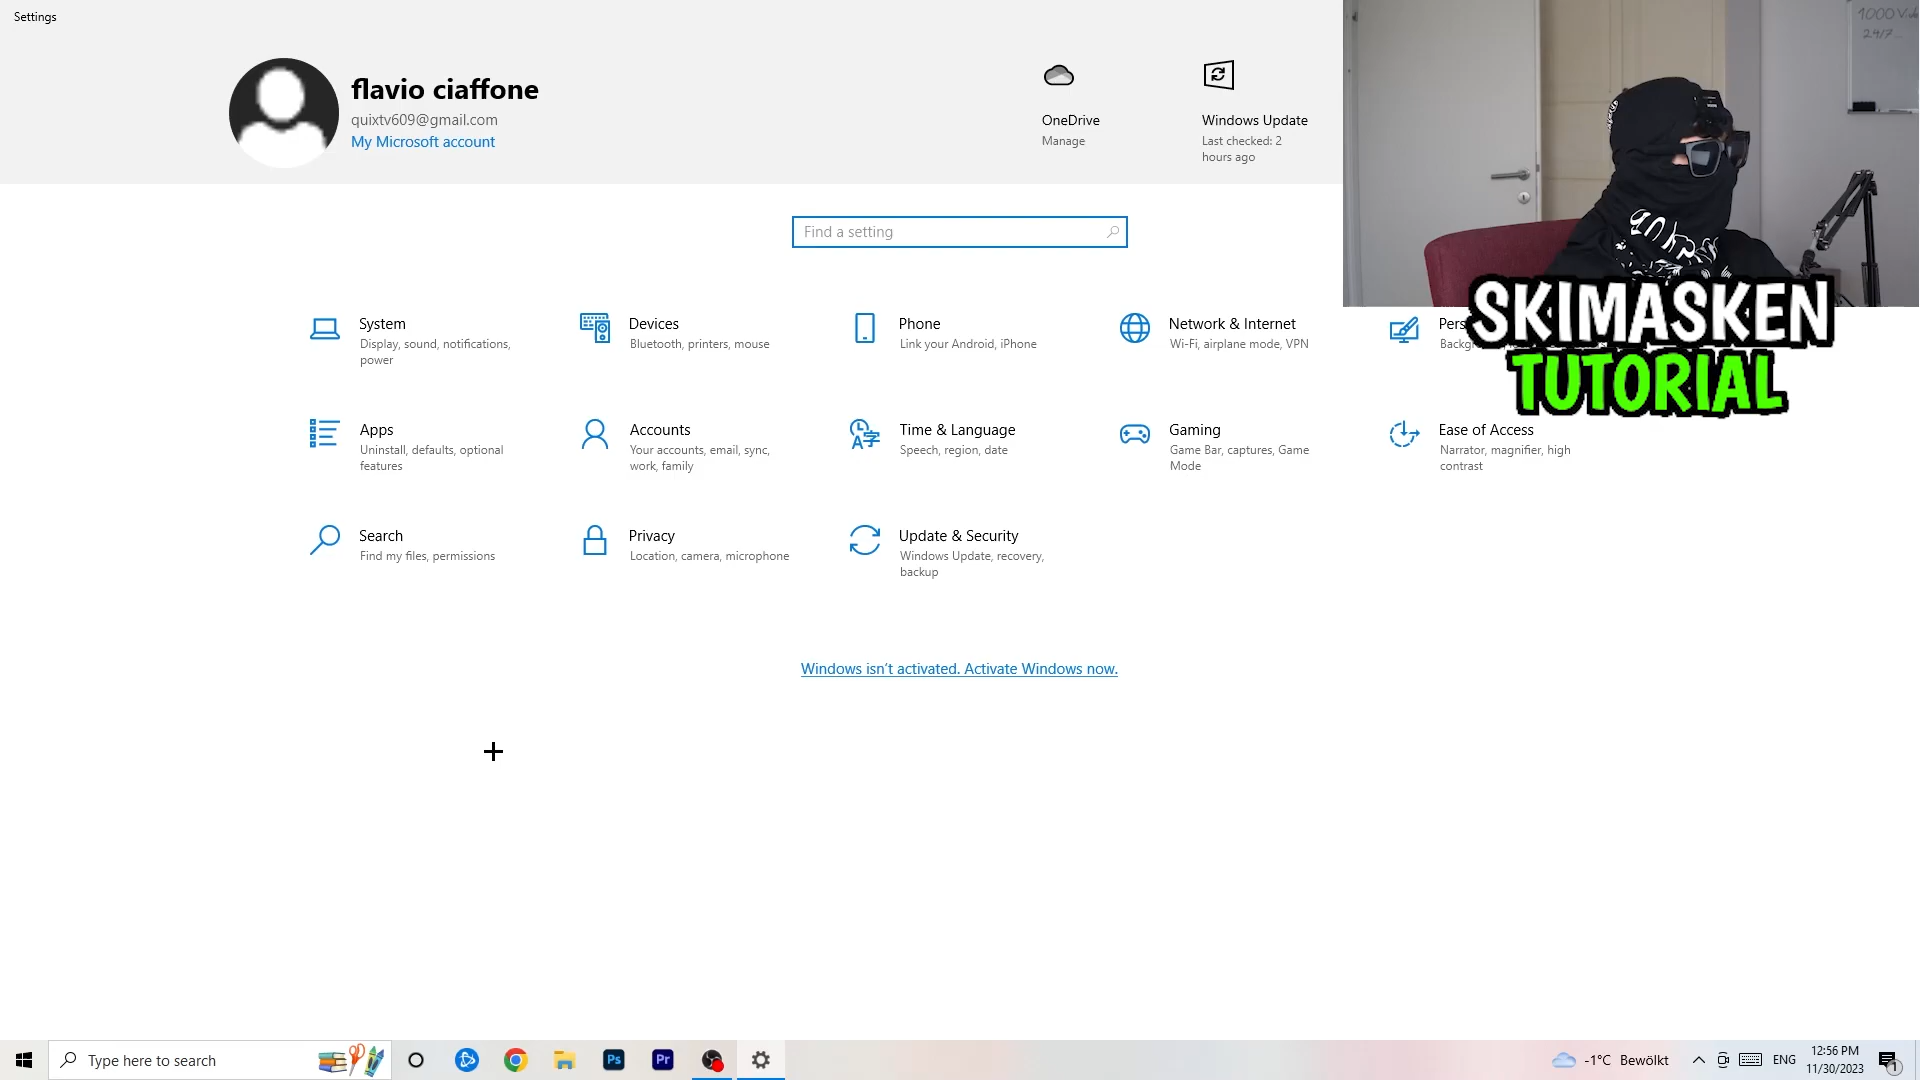 Settings
flavio ciaffone
quixtv609@gmail.com
My Microsoft account
OneDrive
Manage
Windows Update
Last checked: 2
hours ago
24/7
SKIMASKEN
TUTORIAL
Find a setting
System
Display, sound, notifications,
power
Devices
Bluetooth, printers, mouse
Phone
Link your Android, iPhone
Network & Internet
Wi-Fi, airplane mode, VPN
Apps
Uninstall, defaults, optional
features
Accounts
Your accounts, email, sync,
work, family
Time & Language
Speech, region, date
Gaming
Game Bar, captures, Game
Mode
Ease of Access
Narrator, magnifier, high
contrast
Search
Find my files, permissions
Privacy
Location, camera, microphone
Update & Security
Windows Update, recovery,
backup
Windows isn't activated. Activate Windows now.
Type here to search
Ps
Pr
-1°C Bewölkt
ENG
12:56 PM
11/30/2023
1